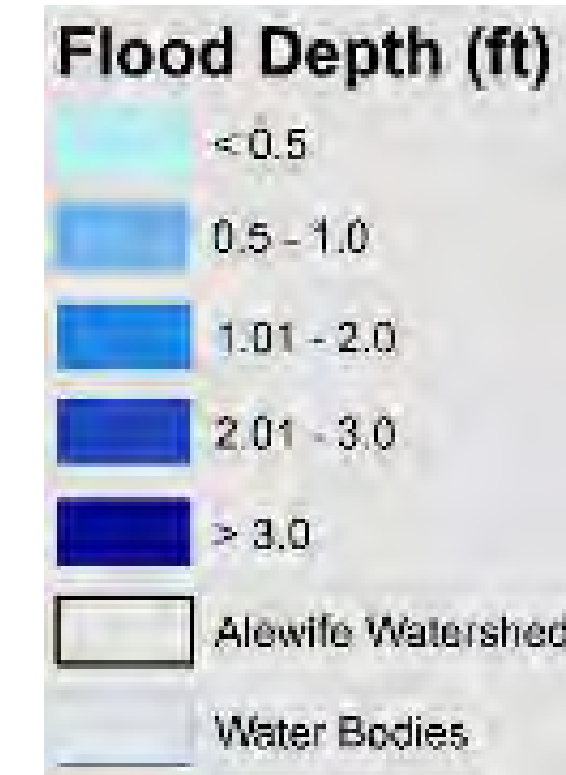 Flood Depth (ft)
< 0.5
0.5 - 1.0
1.01 - 2.0
2.01 - 3.0
> 3.0
Alewife Watershed
Water Bodies